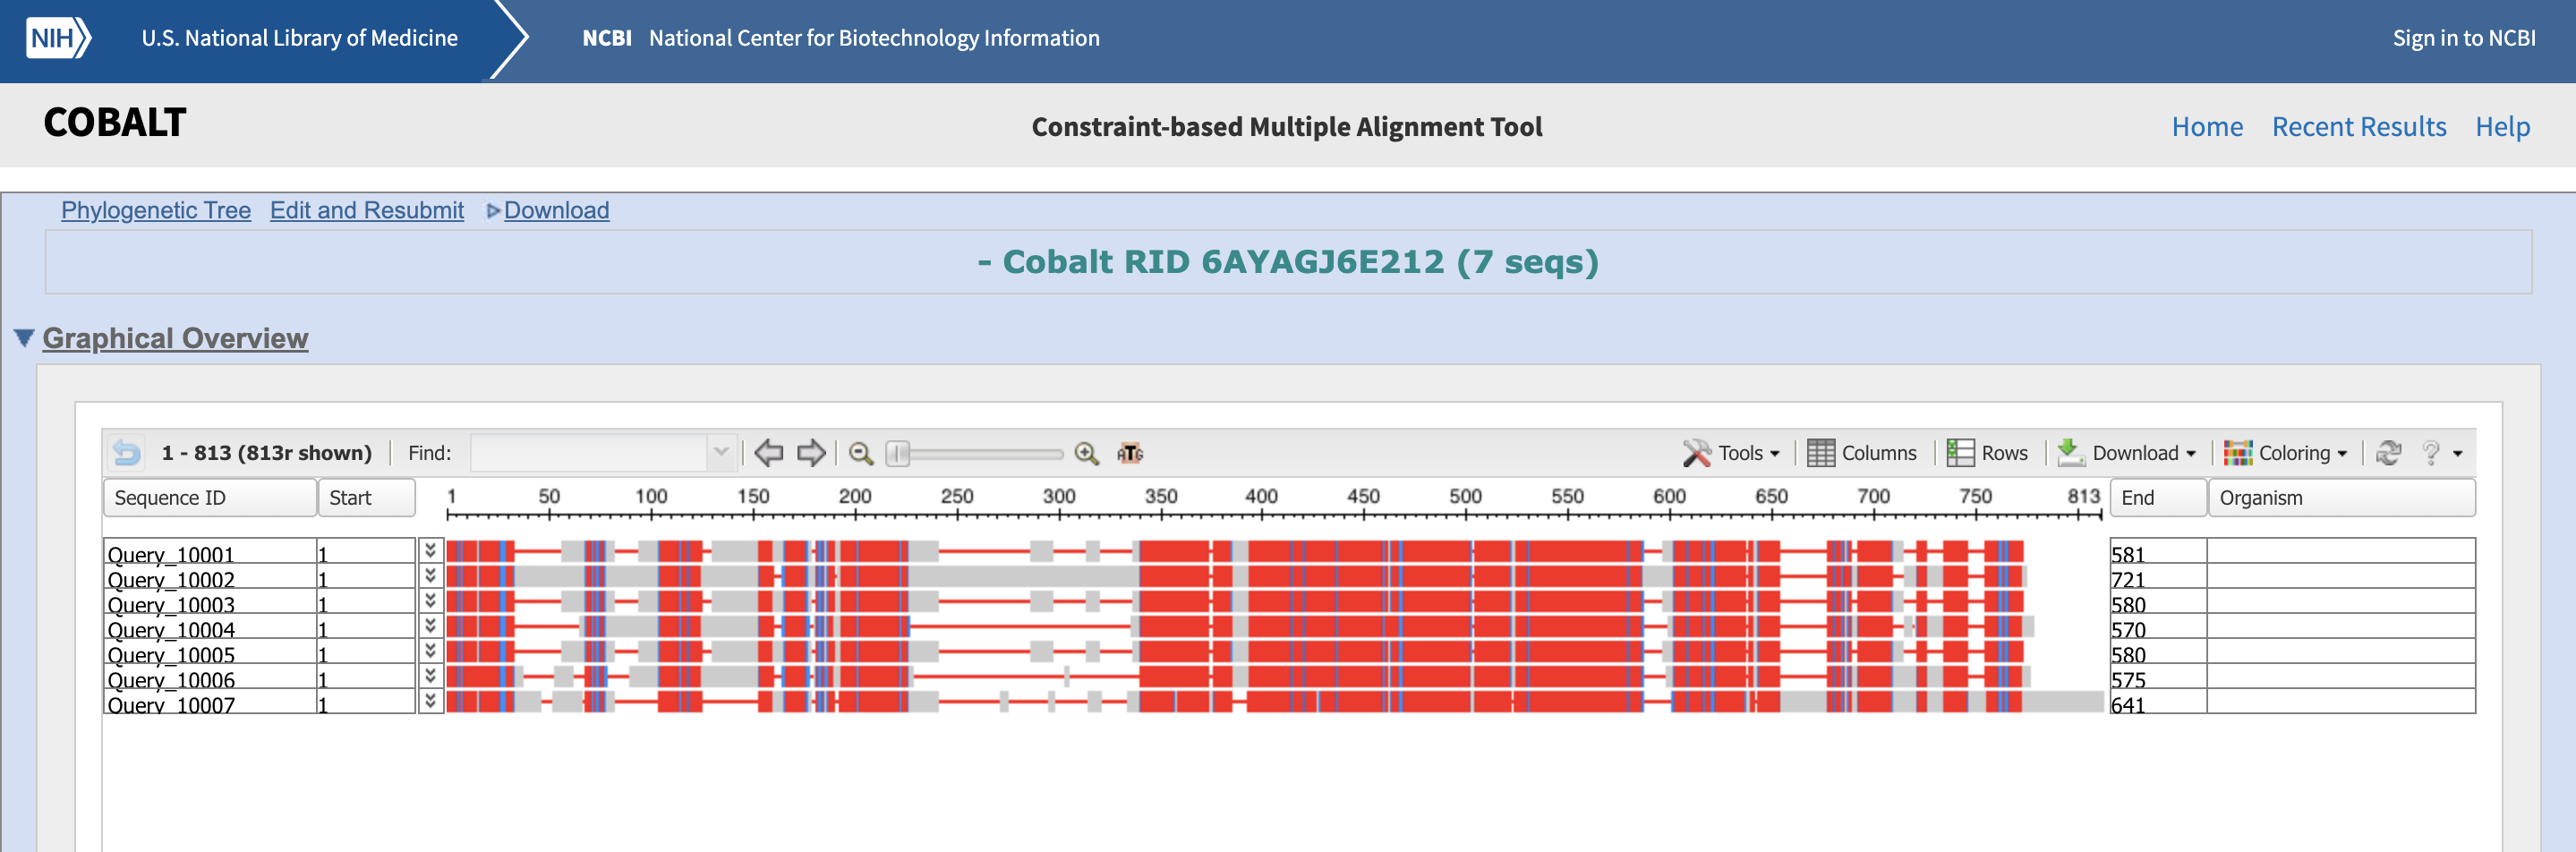 NIH U.S. National Library of Medicine NCBI National Center for Biotechnology Information Sign in to NCBI
COBALT Constraint-based Multiple Alignment Tool Home Recent Results Help
Phylogenetic Tree Edit and Resubmit Download
- Cobalt RID 6AYAGJ6E212 (7 seqs)
Graphical Overview
1 - 813 (813r shown) Find: ATG Tools Columns Rows Download Coloring ?
Sequence ID Start 1 50 100 150 200 250 300 350 400 450 500 550 600 650 700 750 813 End Organism
Query_10001 1 581
Query_10002 1 721
Query_10003 1 580
Query_10004 1 570
Query_10005 1 580
Query_10006 1 575
Query_10007 1 641